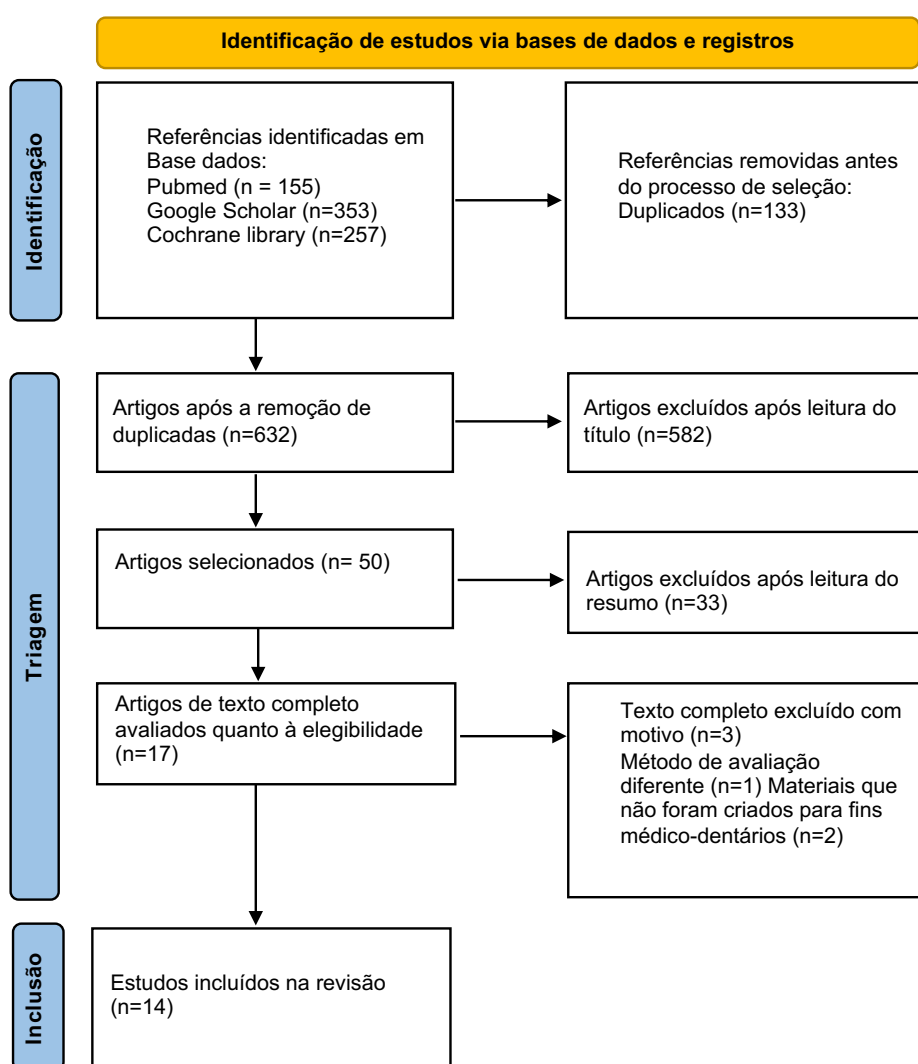 Identificação de estudos via bases de dados e registros
Identificação
Referências identificadas em
Base dados:
Pubmed (n = 155)
Google Scholar (n=353)
Cochrane library (n=257)
Referências removidas antes
do processo de seleção:
Duplicados (n=133)
Triagem
Artigos após a remoção de
duplicadas (n=632)
Artigos excluídos após leitura do
título (n=582)
Artigos selecionados (n= 50)
Artigos excluídos após leitura do
resumo (n=33)
Artigos de texto completo
avaliados quanto à elegibilidade
(n=17)
Texto completo excluído com
motivo (n=3)
Método de avaliação
diferente (n=1) Materiais que
não foram criados para fins
médico-dentários (n=2)
Inclusão
Estudos incluídos na revisão
(n=14)